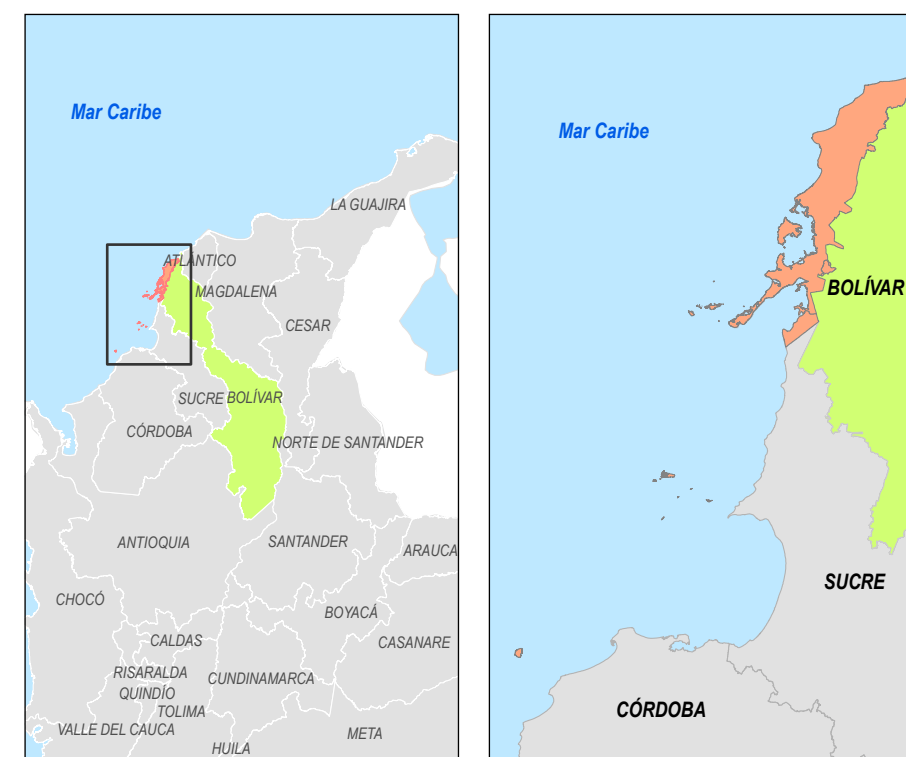 Mar Caribe
LA GUAJIRA
ATLÁNTICO
MAGDALENA
CESAR
SUCRE
BOLÍVAR
CÓRDOBA
NORTE DE SANTANDER
ANTIOQUIA
SANTANDER
ARAUCA
CHOCÓ
BOYACÁ
CALDAS
CASANARE
RISARALDA
CUNDINAMARCA
QUINDÍO
TOLIMA
VALLE DEL CAUCA
META
HUILA
Mar Caribe
BOLÍVAR
SUCRE
CÓRDOBA